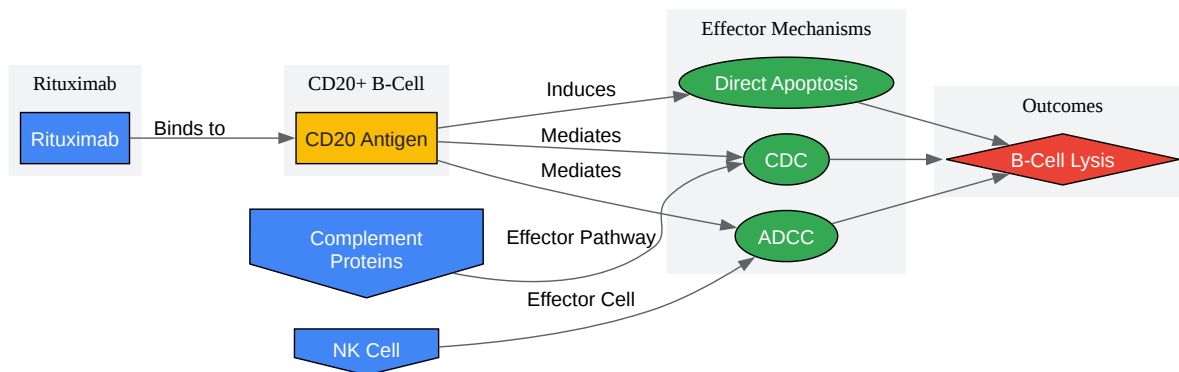 Rituximab
Rituximab
Binds to
CD20+ B-Cell
CD20 Antigen
Induces
Mediates
Mediates
Complement
Proteins
Effector Pathway
NK Cell
Effector Cell
Effector Mechanisms
Direct Apoptosis
CDC
ADCC
Outcomes
B-Cell Lysis